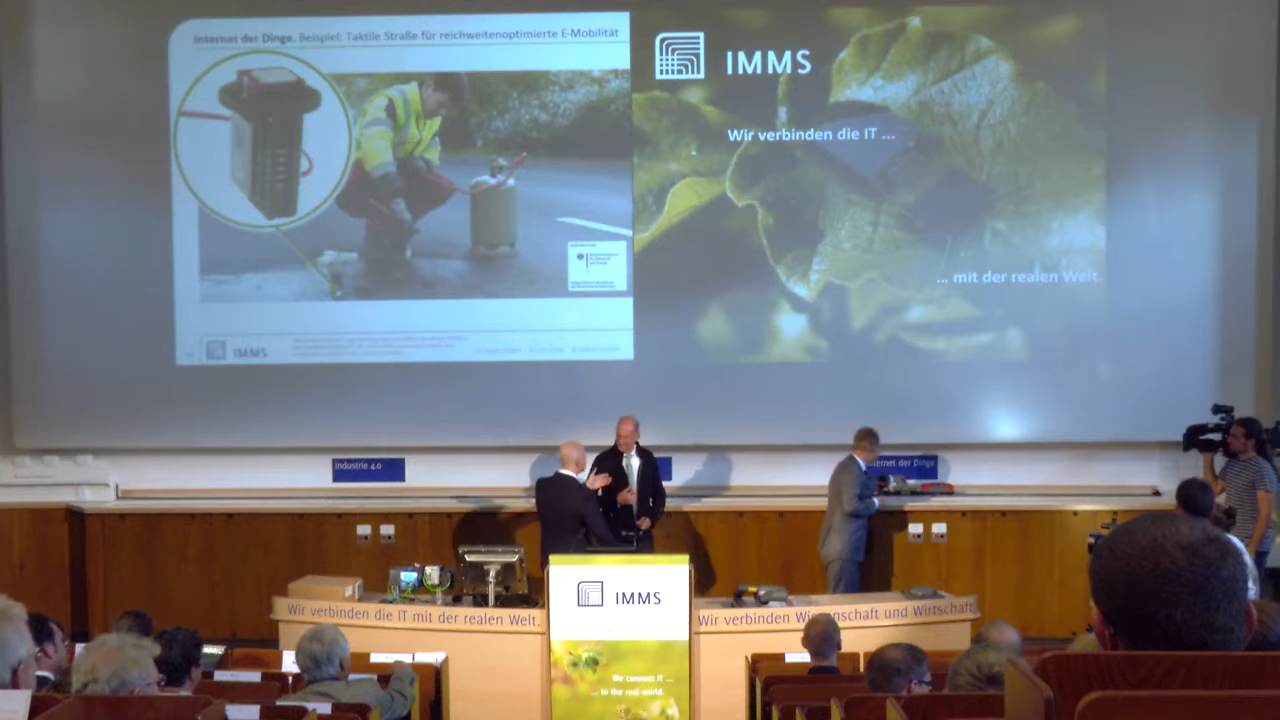 Internet der Dinge. Beispiel: Taktile Straße für reichweitenoptimierte E-Mobilität
IMMS
IMMS
Wir verbinden die IT ...
... mit der realen Welt.
Industrie 4.0
Internet der Dinge
IMMS
Wir verbinden die IT mit der realen Welt.
Wir verbinden Wissenschaft und Wirtschaft
We connect IT ...
... to the real world.